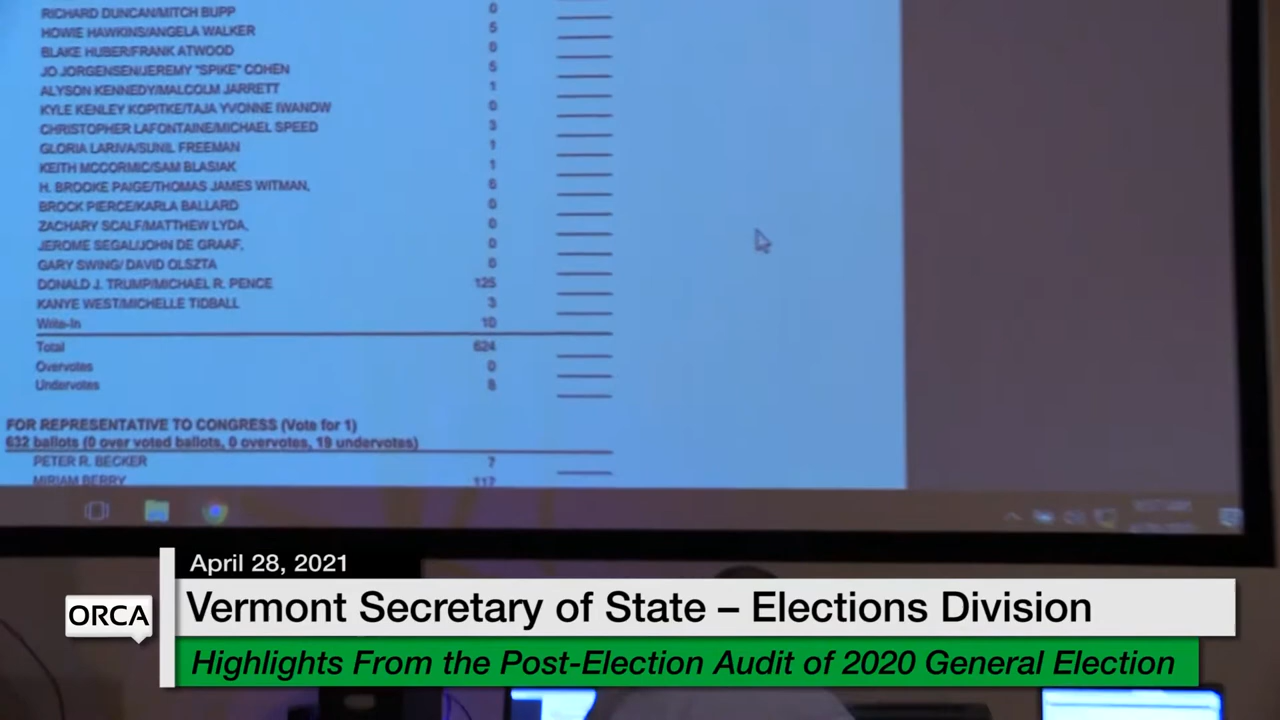 RICHARD DUNCAN/MITCH BUPP 0
HOWIE HAWKINS/ANGELA WALKER 5
BLAKE HUBER/FRANK ATWOOD 0
JO JORGENSEN/JEREMY "SPIKE" COHEN 5
ALYSON KENNEDY/MALCOLM JARRETT 1
KYLE KENLEY KOPITKE/TAJA YVONNE IWANOW 0
CHRISTOPHER LAFONTAINE/MICHAEL SPEED 3
GLORIA LARIVA/SUNIL FREEMAN 1
KEITH MCCORMIC/SAM BLASIAK 1
H. BROOKE PAIGE/THOMAS JAMES WITMAN, 6
BROCK PIERCE/KARLA BALLARD 0
ZACHARY SCALF/MATTHEW LYDA, 0
JEROME SEGAL/JOHN DE GRAAF, 0
GARY SWING/ DAVID OLSZTA 0
DONALD J. TRUMP/MICHAEL R. PENCE 125
KANYE WEST/MICHELLE TIDBALL 3
Write-In 10
Total 624
Overvotes 0
Undervotes 8
FOR REPRESENTATIVE TO CONGRESS (Vote for 1)
632 ballots (0 over voted ballots, 0 overvotes, 19 undervotes)
PETER R. BECKER 7
MIRIAM BERRY 117
April 28, 2021
ORCA
Vermont Secretary of State – Elections Division
Highlights From the Post-Election Audit of 2020 General Election